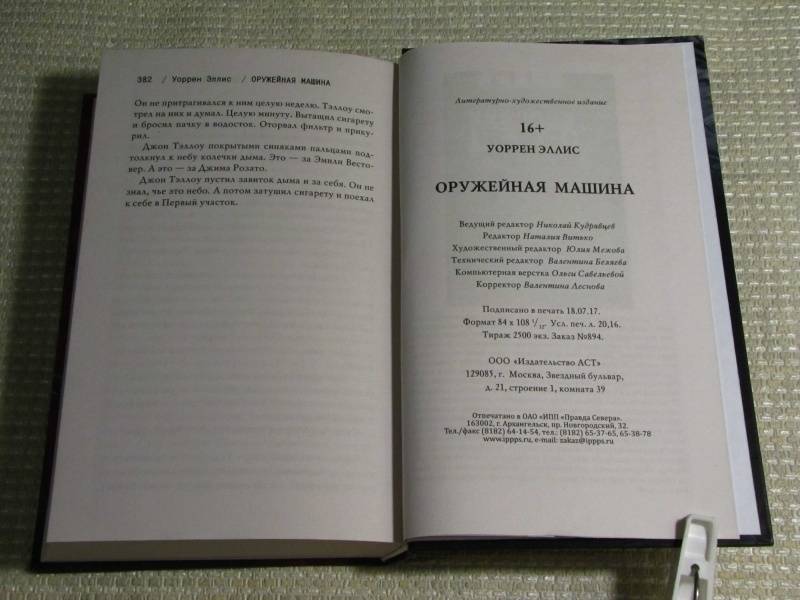 382 / Уоррен Эллис / ОРУЖЕЙНАЯ МАШИНА
Он не притрагивался к ним целую неделю. Тэллоу смо-
трел на них и думал. Целую минуту. Вытащил сигарету
и бросил пачку в водосток. Оторвал фильтр и прику-
рил.
Джон Тэллоу покрытыми синяками пальцами под-
толкнул к небу колечки дыма. Это — за Эмили Весто-
вер. А это — за Джима Розато.
Джон Тэллоу пустил завиток дыма и за себя. Он не
знал, чье это небо. А потом затушил сигарету и поехал
к себе в Первый участок.
Литературно-художественное издание
16+
УОРРЕН ЭЛЛИС
ОРУЖЕЙНАЯ МАШИНА
Ведущий редактор Николай Кудрявцев
Редактор Наталия Витько
Художественный редактор Юлия Межова
Технический редактор Валентина Беляева
Компьютерная верстка Ольги Савельевой
Корректор Валентина Леснова
Подписано в печать 18.07.17.
Формат 84 x 108 1/32. Усл. печ. л. 20,16.
Тираж 2500 экз. Заказ №894.
ООО «Издательство АСТ»
129085, г. Москва, Звездный бульвар,
д. 21, строение 1, комната 39
Отпечатано в ОАО «ИПП «Правда Севера».
163002, г. Архангельск, пр. Новгородский, 32.
Тел./факс (8182) 64-14-54, тел.: (8182) 65-37-65, 65-38-78
www.ippps.ru, e-mail: zakaz@ippps.ru